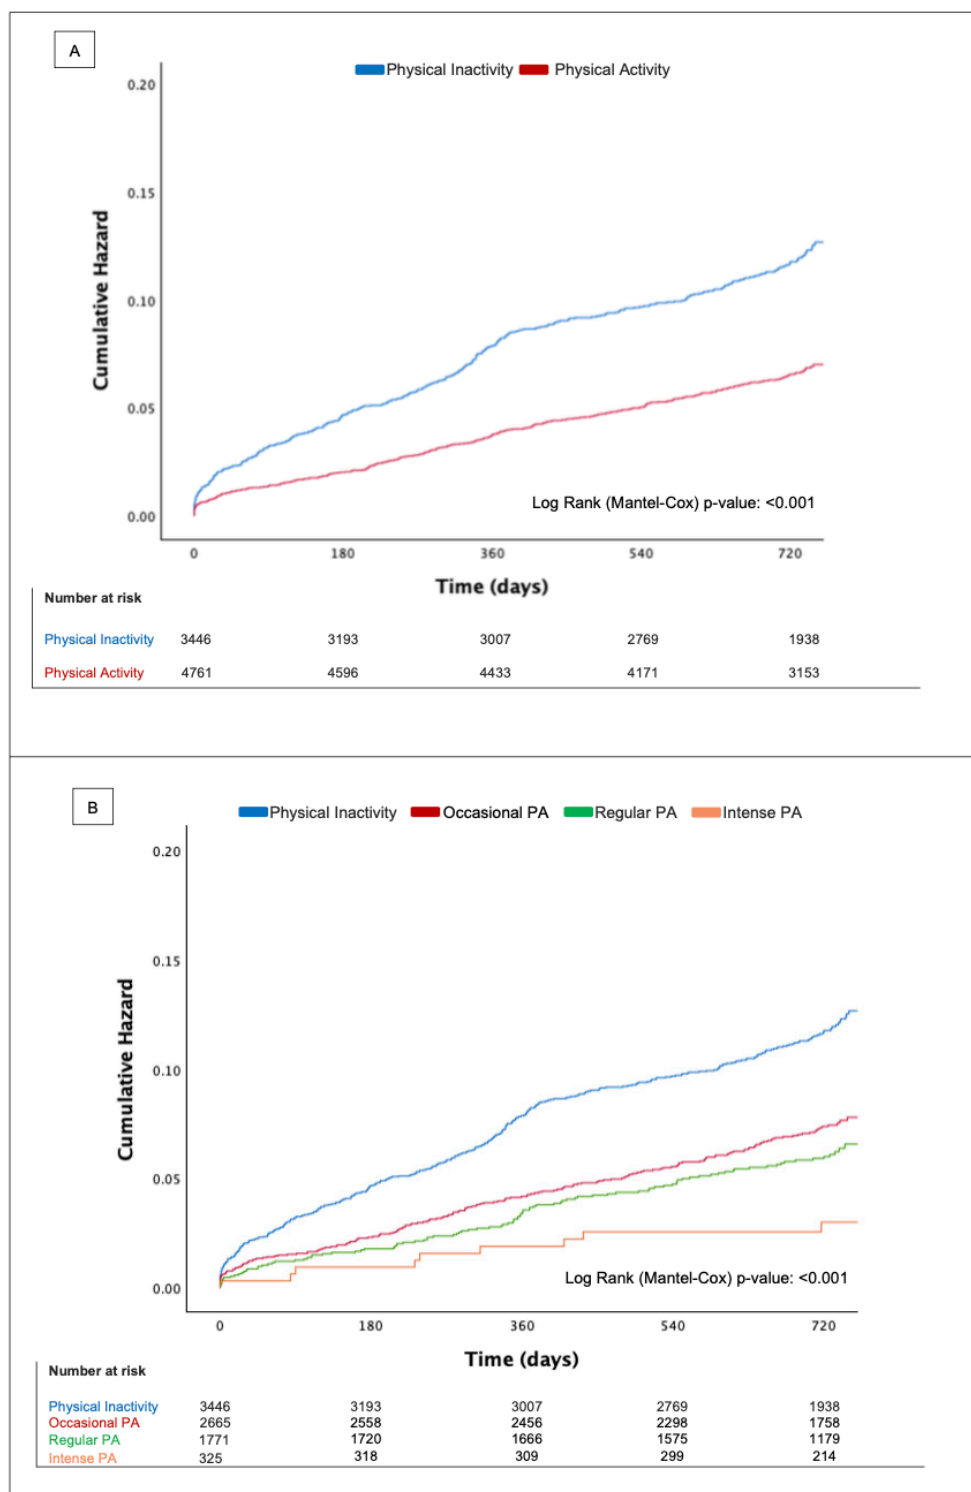 A
Physical Inactivity Physical Activity
0.20
0.15
0.10
0.05
0.00
Cumulative Hazard
Log Rank (Mantel-Cox) p-value: <0.001
0 180 360 540 720
Time (days)
Number at risk
Physical Inactivity 3446 3193 3007 2769 1938
Physical Activity 4761 4596 4433 4171 3153
B
Physical Inactivity Occasional PA Regular PA Intense PA
0.20
0.15
0.10
0.05
0.00
Cumulative Hazard
Log Rank (Mantel-Cox) p-value: <0.001
0 180 360 540 720
Time (days)
Number at risk
Physical Inactivity 3446 3193 3007 2769 1938
Occasional PA 2665 2558 2456 2298 1758
Regular PA 1771 1720 1666 1575 1179
Intense PA 325 318 309 299 214